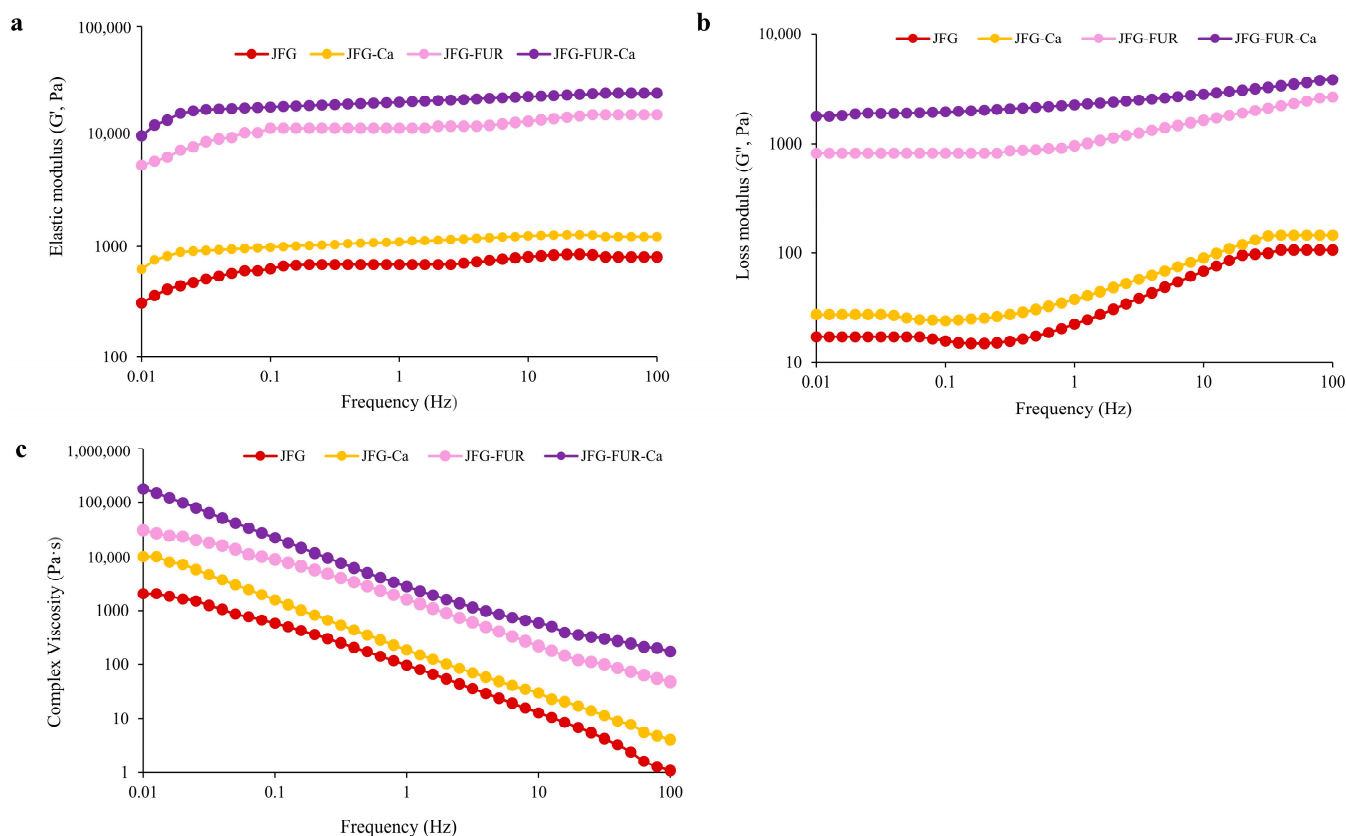 a
100,000
10,000
1000
100
Elastic modulus (G', Pa)
JFG JFG-Ca JFG-FUR JFG-FUR-Ca
0.01 0.1 1 10 100
Frequency (Hz)
b
10,000
1000
100
10
Loss modulus (G'', Pa)
JFG JFG-Ca JFG-FUR JFG-FUR-Ca
0.01 0.1 1 10 100
Frequency (Hz)
c
1,000,000
100,000
10,000
1000
100
10
1
Complex Viscosity (Pa·s)
JFG JFG-Ca JFG-FUR JFG-FUR-Ca
0.01 0.1 1 10 100
Frequency (Hz)